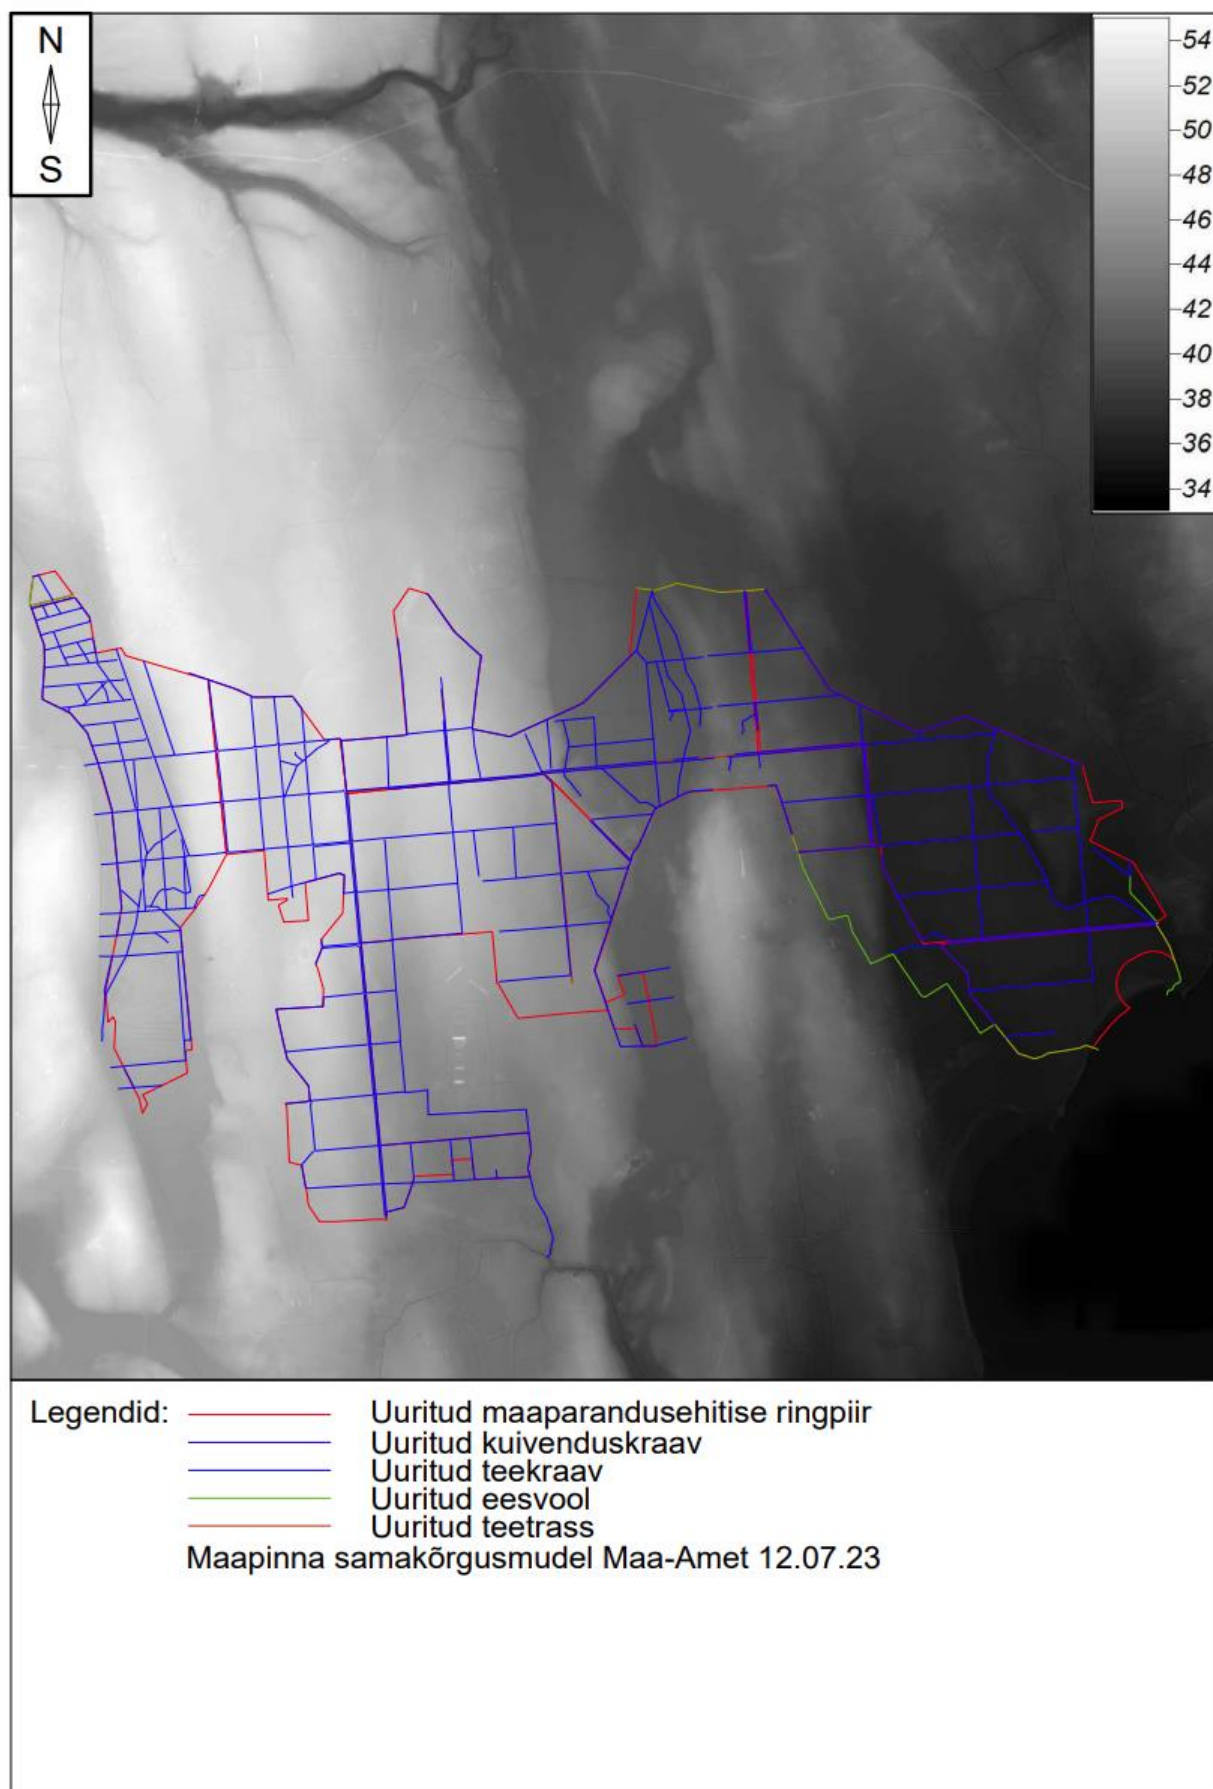 N
S
54
52
50
48
46
44
42
40
38
36
34
Legendid:
Uuritud maaparandusehitise ringpiir
Uuritud kuivenduskraav
Uuritud teekraav
Uuritud eesvool
Uuritud teetrass
Maapinna samakõrgusmudel Maa-Amet 12.07.23